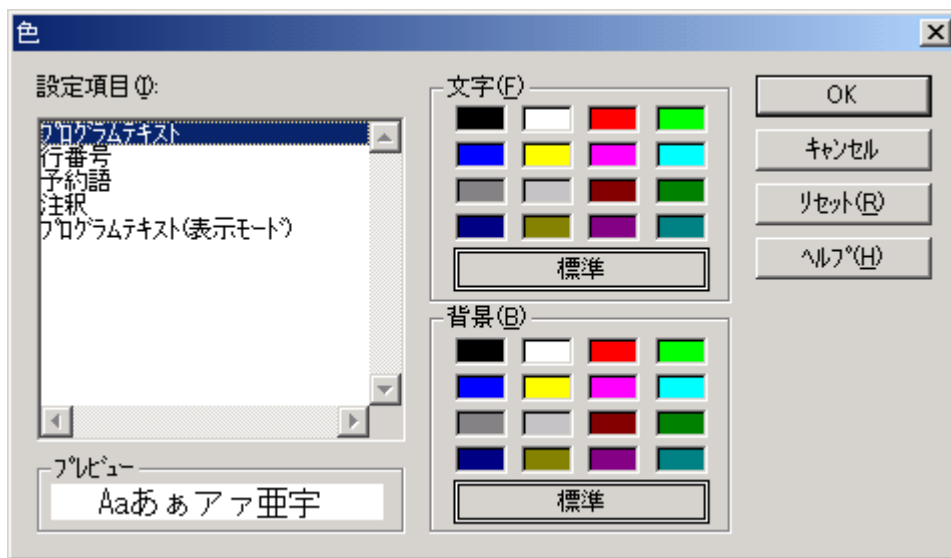 色
設定項目(I):
プログラムテキスト
行番号
予約語
注釈
プログラムテキスト(表示モード)
プレビュー
Aaあぁアァ亜宇
文字(F)
標準
背景(B)
標準
OK
キャンセル
リセット(R)
ヘルプ(H)